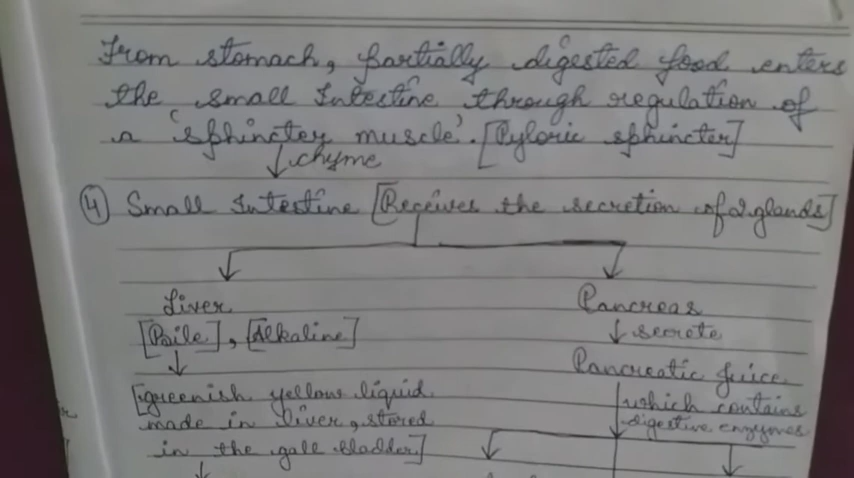 From stomach, partially digested food enters
the small Intestine through regulation of
a 'sphincter muscle'. [Pyloric sphincter]
chyme
④ Small Intestine [Receives the secretion of 2 glands]
Liver
Pancreas
[Bile], [Alkaline]
secrete
Pancreatic Juice
[greenish yellow liquid
which contains
made in liver, stored
digestive enzymes
in the gall bladder]